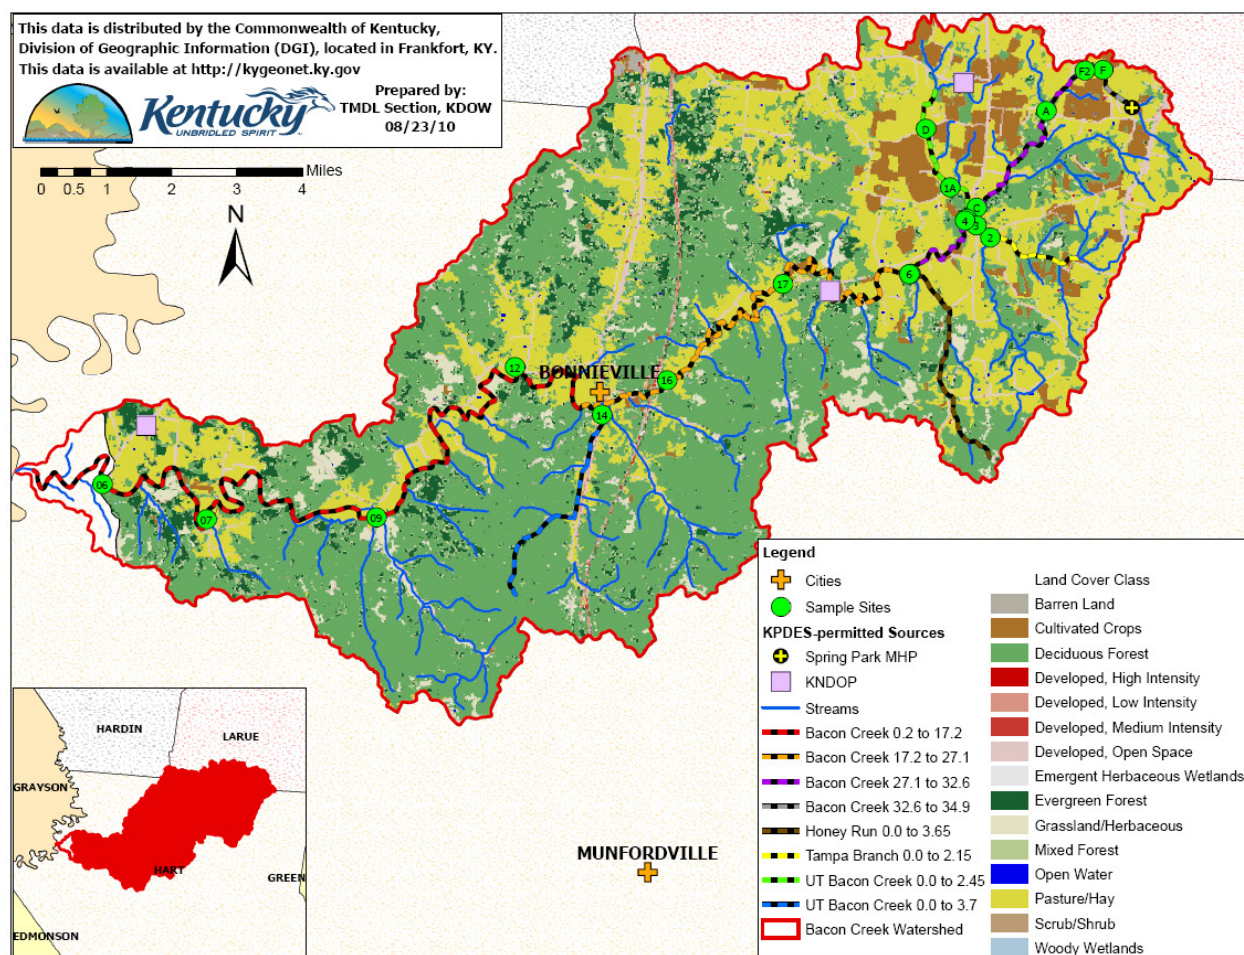 This data is distributed by the Commonwealth of Kentucky,
Division of Geographic Information (DGI), located in Frankfort, KY.
This data is available at http://kygeonet.ky.gov
Prepared by:
TMDL Section, KDOW
08/23/10
Kentucky
UNBRIDLED SPIRIT
0 0.5 1 2 3 4 Miles
N
F2 F
A
D
1A
C
4
3
2
6
17
12
BONNIEVILLE
16
14
06
07
09
MUNFORDVILLE
HARDIN
LARUE
GRAYSON
HART
GREEN
EDMONSON
Legend
Cities
Sample Sites
KPDES-permitted Sources
Spring Park MHP
KNDOP
Streams
Bacon Creek 0.2 to 17.2
Bacon Creek 17.2 to 27.1
Bacon Creek 27.1 to 32.6
Bacon Creek 32.6 to 34.9
Honey Run 0.0 to 3.65
Tampa Branch 0.0 to 2.15
UT Bacon Creek 0.0 to 2.45
UT Bacon Creek 0.0 to 3.7
Bacon Creek Watershed
Land Cover Class
Barren Land
Cultivated Crops
Deciduous Forest
Developed, High Intensity
Developed, Low Intensity
Developed, Medium Intensity
Developed, Open Space
Emergent Herbaceous Wetlands
Evergreen Forest
Grassland/Herbaceous
Mixed Forest
Open Water
Pasture/Hay
Scrub/Shrub
Woody Wetlands